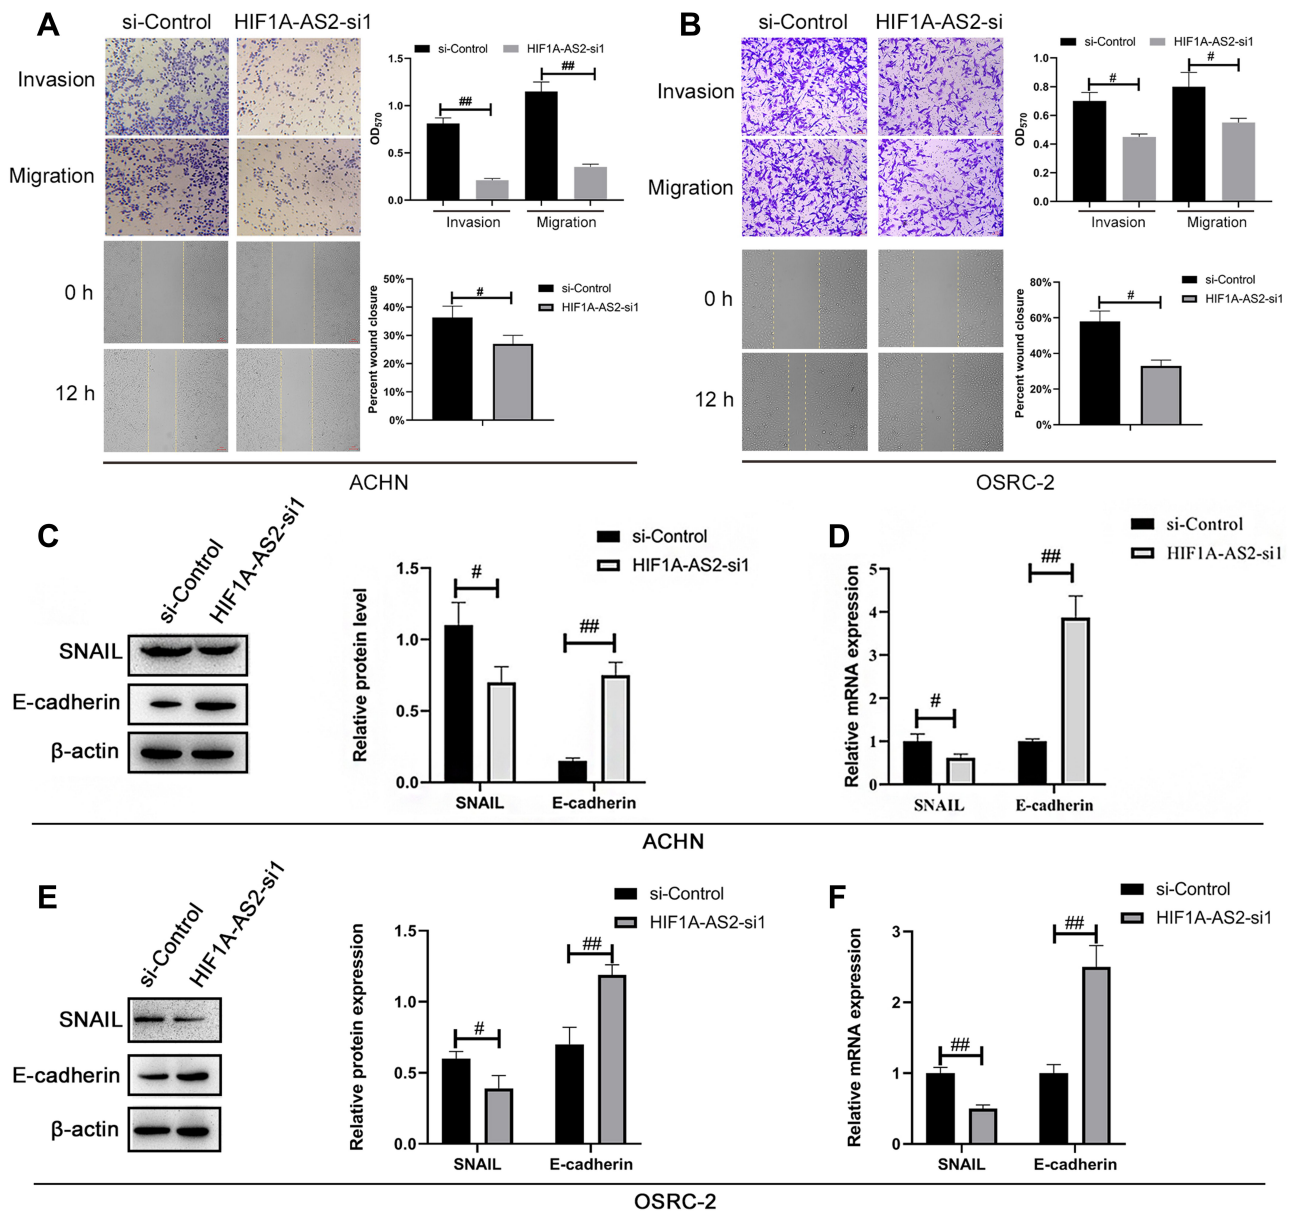 A
si-Control HIF1A-AS2-si1
Invasion
Migration
0 h
12 h
si-Control HIF1A-AS2-si1
1.5
1.0
0.5
0.0
OD570
##
##
Invasion Migration
50%
40%
30%
20%
10%
0%
Percent wound closure
#
si-Control
HIF1A-AS2-si1
ACHN
B
si-Control HIF1A-AS2-si
Invasion
Migration
0 h
12 h
si-Control HIF1A-AS2-si1
1.0
0.8
0.6
0.4
0.2
0.0
OD570
#
#
Invasion Migration
80%
60%
40%
20%
0%
Percent wound closure
#
si-Control
HIF1A-AS2-si1
OSRC-2
C
si-Control
HIF1A-AS2-si1
SNAIL
E-cadherin
β-actin
si-Control
HIF1A-AS2-si1
1.5
1.0
0.5
0.0
Relative protein level
#
##
SNAIL E-cadherin
D
si-Control
HIF1A-AS2-si1
5
4
3
2
1
0
Relative mRNA expression
#
##
SNAIL E-cadherin
ACHN
E
si-Control
HIF1A-AS2-si1
SNAIL
E-cadherin
β-actin
si-Control
HIF1A-AS2-si1
1.5
1.0
0.5
0.0
Relative protein expression
#
##
SNAIL E-cadherin
F
si-Control
HIF1A-AS2-si1
3
2
1
0
Relative mRNA expression
##
##
SNAIL E-cadherin
OSRC-2